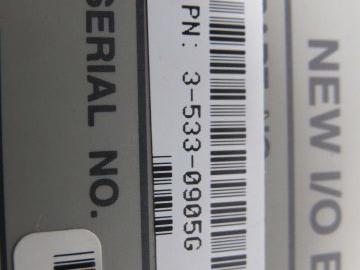 NEW I/O B
PN: 3-533-0905G
SERIAL NO.